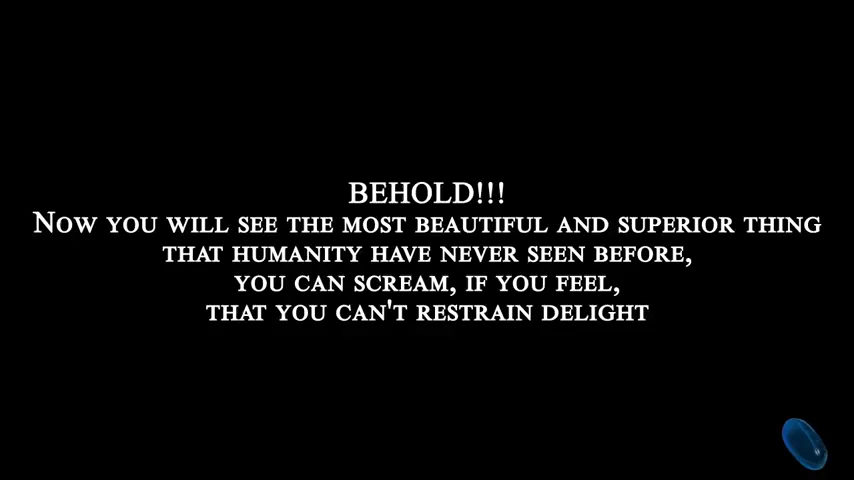 BEHOLD!!!
NOW YOU WILL SEE THE MOST BEAUTIFUL AND SUPERIOR THING
THAT HUMANITY HAVE NEVER SEEN BEFORE,
YOU CAN SCREAM, IF YOU FEEL,
THAT YOU CAN'T RESTRAIN DELIGHT